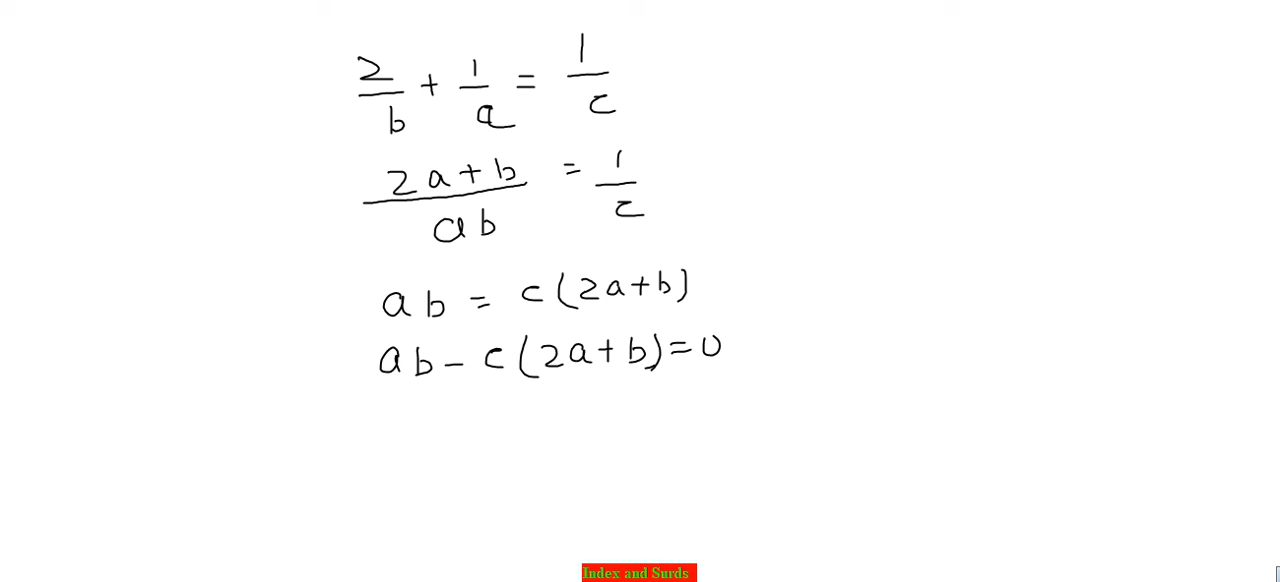 2/b + 1/a = 1/c
2a+b/ab = 1/c
ab = c(2a+b)
ab - c(2a+b)=0
Index and Surds